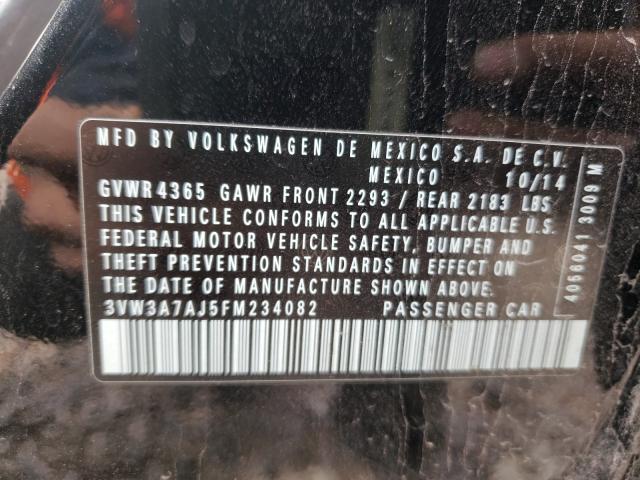 MFD BY VOLKSWAGEN DE MEXICO S.A. DE C.V.
MEXICO 10/14
GVWR 4365 GAWR FRONT 2293 / REAR 2183 LBS
THIS VEHICLE CONFORMS TO ALL APPLICABLE U.S.
FEDERAL MOTOR VEHICLE SAFETY, BUMPER AND
THEFT PREVENTION STANDARDS IN EFFECT ON
THE DATE OF MANUFACTURE SHOWN ABOVE.
3VW3A7AJ5FM234082 PASSENGER CAR
4056041 3009 M